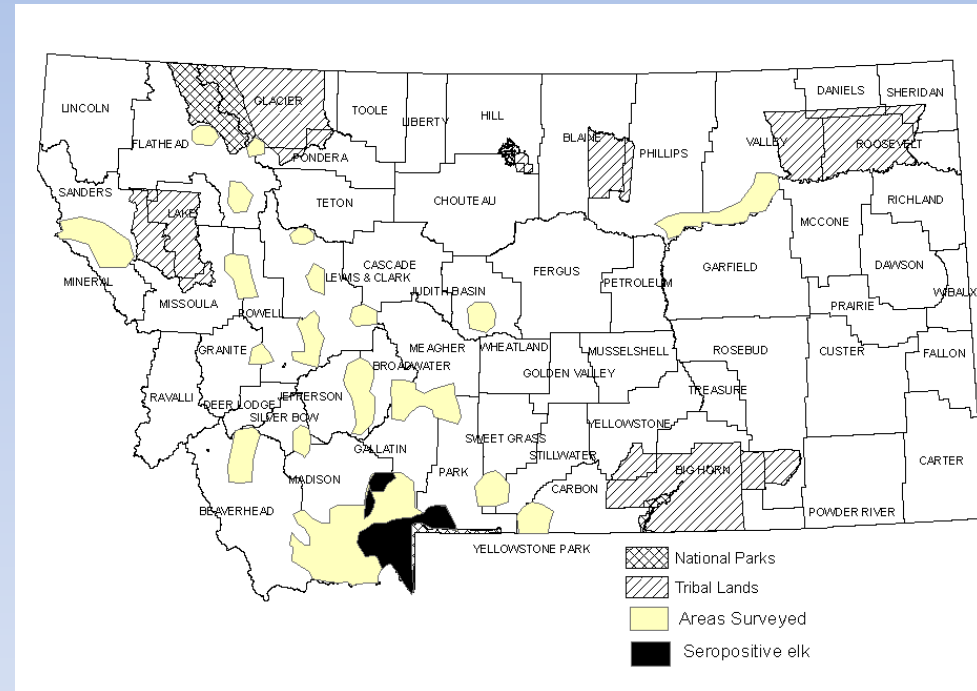 DANIELS
SHERIDAN
LINCOLN
GLACIER
TOOLE
LIBERTY
HILL
BLAINE
PHILLIPS
VALLEY
ROOSEVELT
FLATHEAD
PONDERA
SANDERS
LAKE
TETON
CHOUTEAU
RICHLAND
MCCONE
MINERAL
MISSOULA
POWELL
LEWIS & CLARK
CASCADE
JUDITH BASIN
FERGUS
PETROLEUM
GARFIELD
DAWSON
WIBAUX
PRAIRIE
GRANITE
MEAGHER
WHEATLAND
MUSSELSHELL
ROSEBUD
CUSTER
FALLON
BROADWATER
GOLDEN VALLEY
RAVALLI
DEER LODGE
JEFFERSON
SILVER BOW
TREASURE
GALLATIN
SWEET GRASS
YELLOWSTONE
STILLWATER
CARTER
MADISON
PARK
CARBON
BIG HORN
BEAVERHEAD
POWDER RIVER
YELLOWSTONE PARK
National Parks
Tribal Lands
Areas Surveyed
Seropositive elk